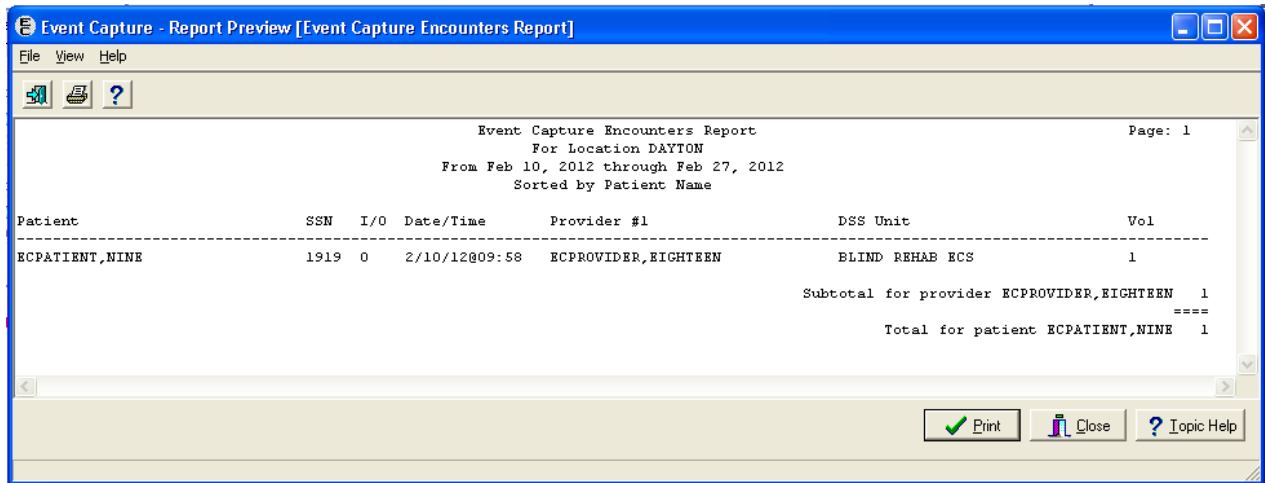 Event Capture - Report Preview [Event Capture Encounters Report]
File View Help
Event Capture Encounters Report Page: 1
For Location DAYTON
From Feb 10, 2012 through Feb 27, 2012
Sorted by Patient Name
Patient SSN I/O Date/Time Provider #1 DSS Unit Vol
ECPATIENT,NINE 1919 O 2/10/12@09:58 ECPROVIDER,EIGHTEEN BLIND REHAB ECS 1
Subtotal for provider ECPROVIDER,EIGHTEEN 1
====
Total for patient ECPATIENT,NINE 1
Print Close Topic Help